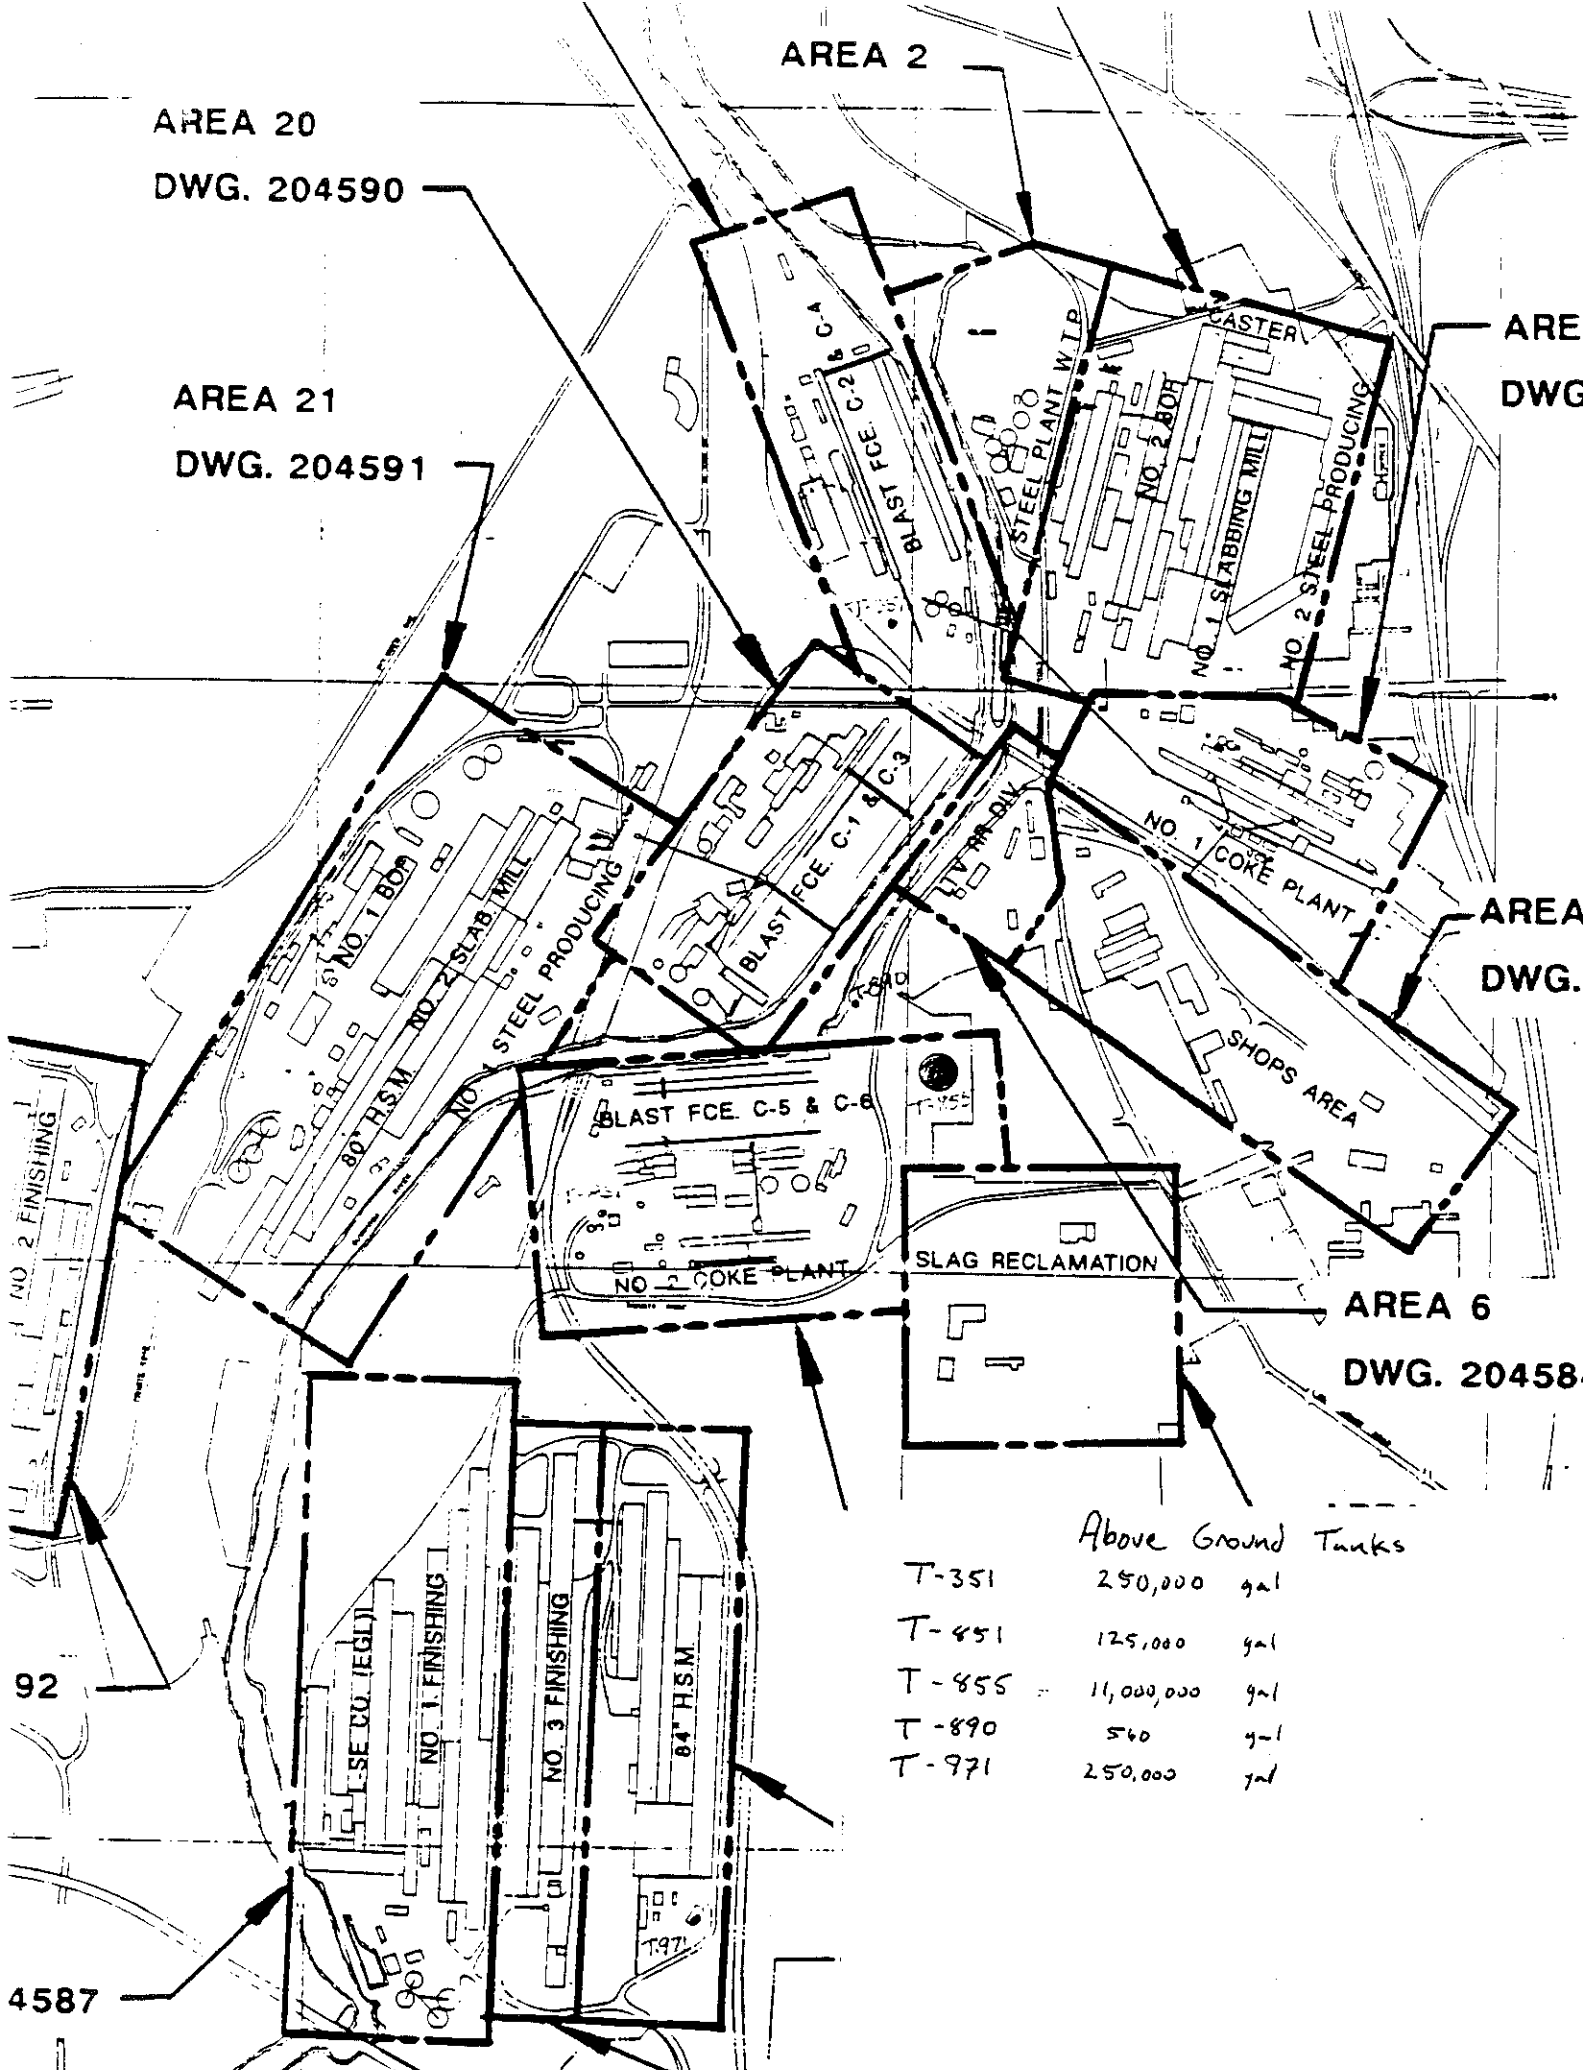 AREA 2
AREA 20
DWG. 204590
AREA 21
DWG. 204591
ARE
DWG
CASTER
BLAST FCE. C-2 & C-4
STEEL PLANT W.T.P.
NO. 2 BOP
NO. 1 SLABBING MILL
NO. 2 STEEL PRODUCING
NO. 1 BOP
NO. 2 SLAB. MILL
80" H.S.M.
NO. 1 STEEL PRODUCING
BLAST FCE. C-1 & C-3
RR DIV.
NO. 1 COKE PLANT
AREA
DWG.
T-890
SHOPS AREA
NO. 2 FINISHING
BLAST FCE. C-5 & C-6
T-855
NO. 2 COKE PLANT
SLAG RECLAMATION
AREA 6
DWG. 20458
92
L-SE CO. (EGL)
NO. 1 FINISHING
NO. 3 FINISHING
84" H.S.M.
T-971
4587
Above Ground Tanks
T-351 250,000 gal
T-851 125,000 gal
T-855 11,000,000 gal
T-890 560 gal
T-971 250,000 gal